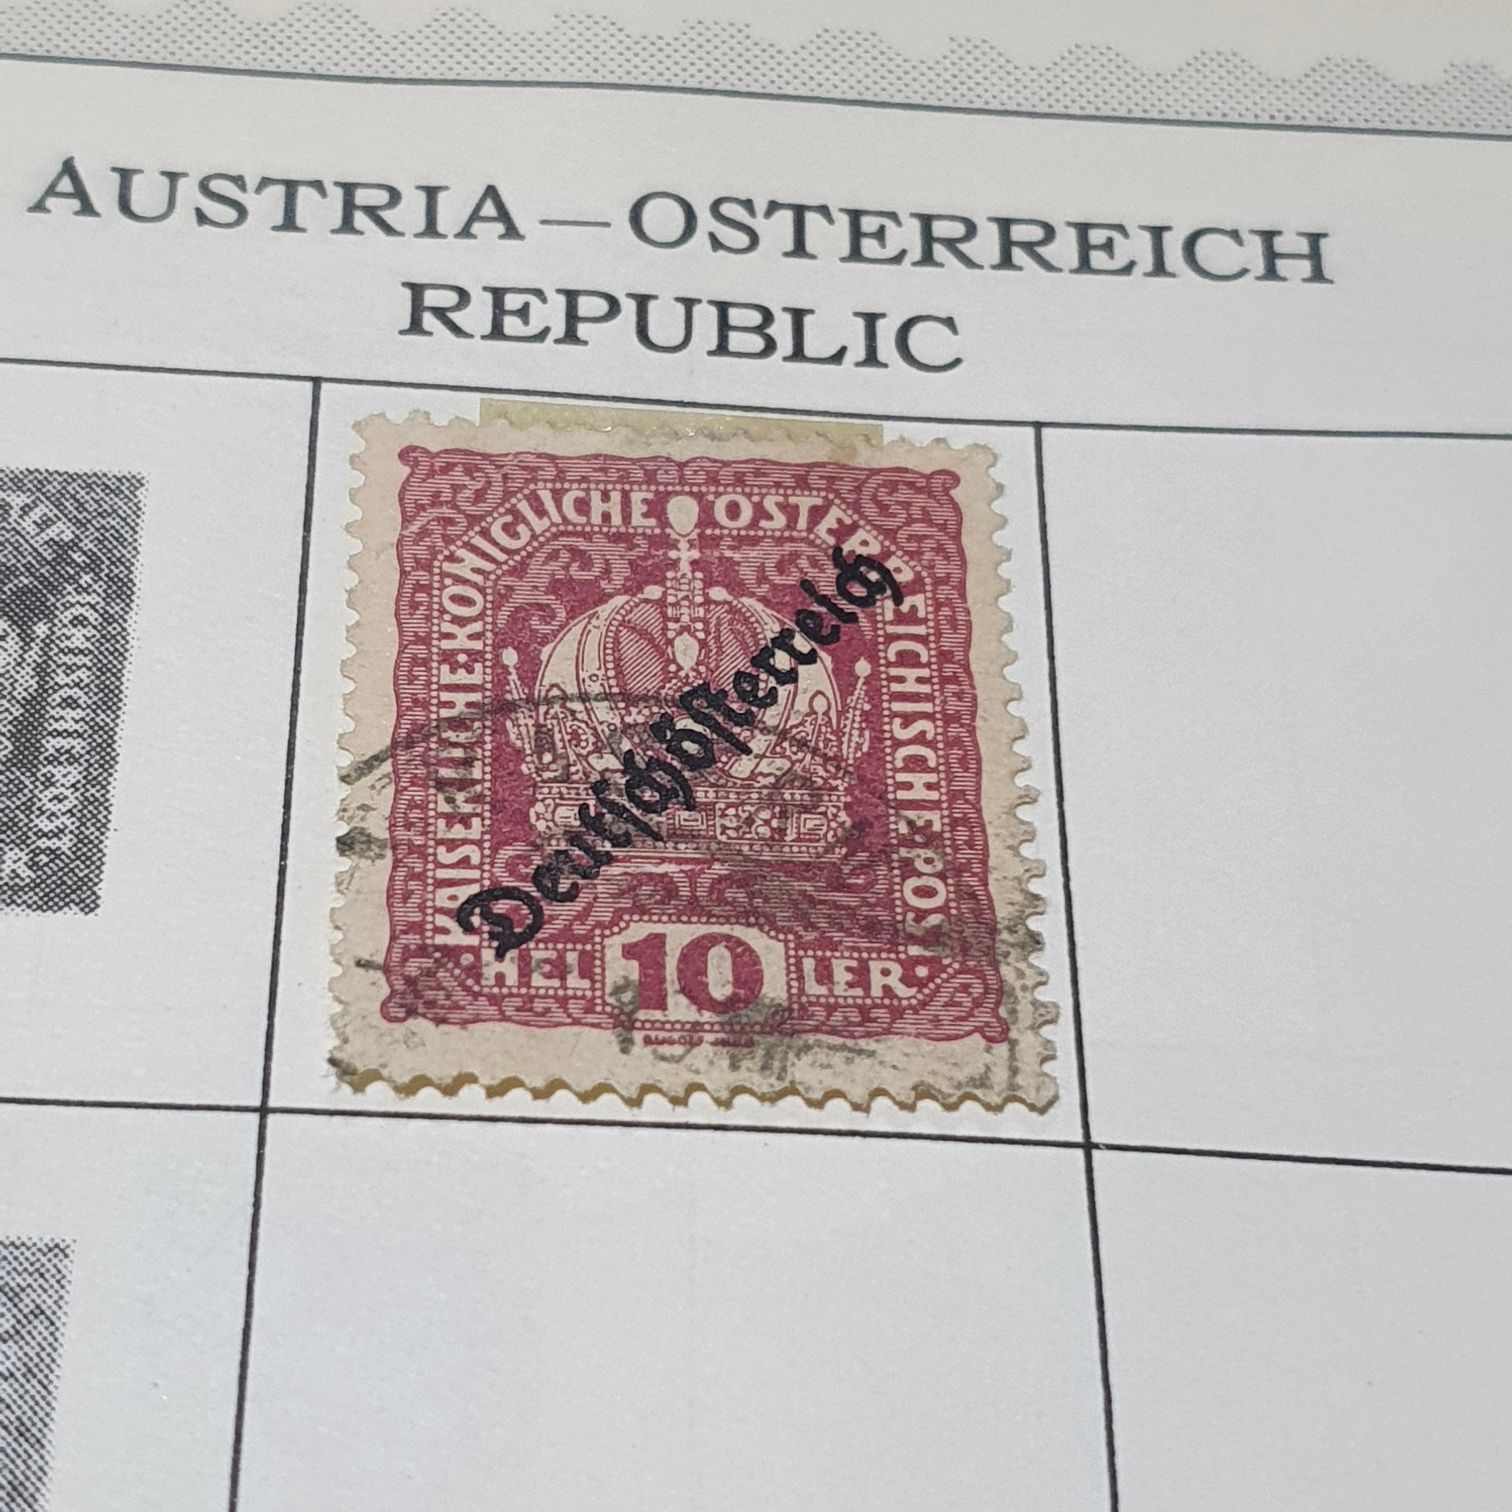 AUSTRIA—OSTERREICH
REPUBLIC
KAISERLICHE KÖNIGLICHE ÖSTERREICHISCHE POST
Deutschösterreich
·HEL 10 LER·